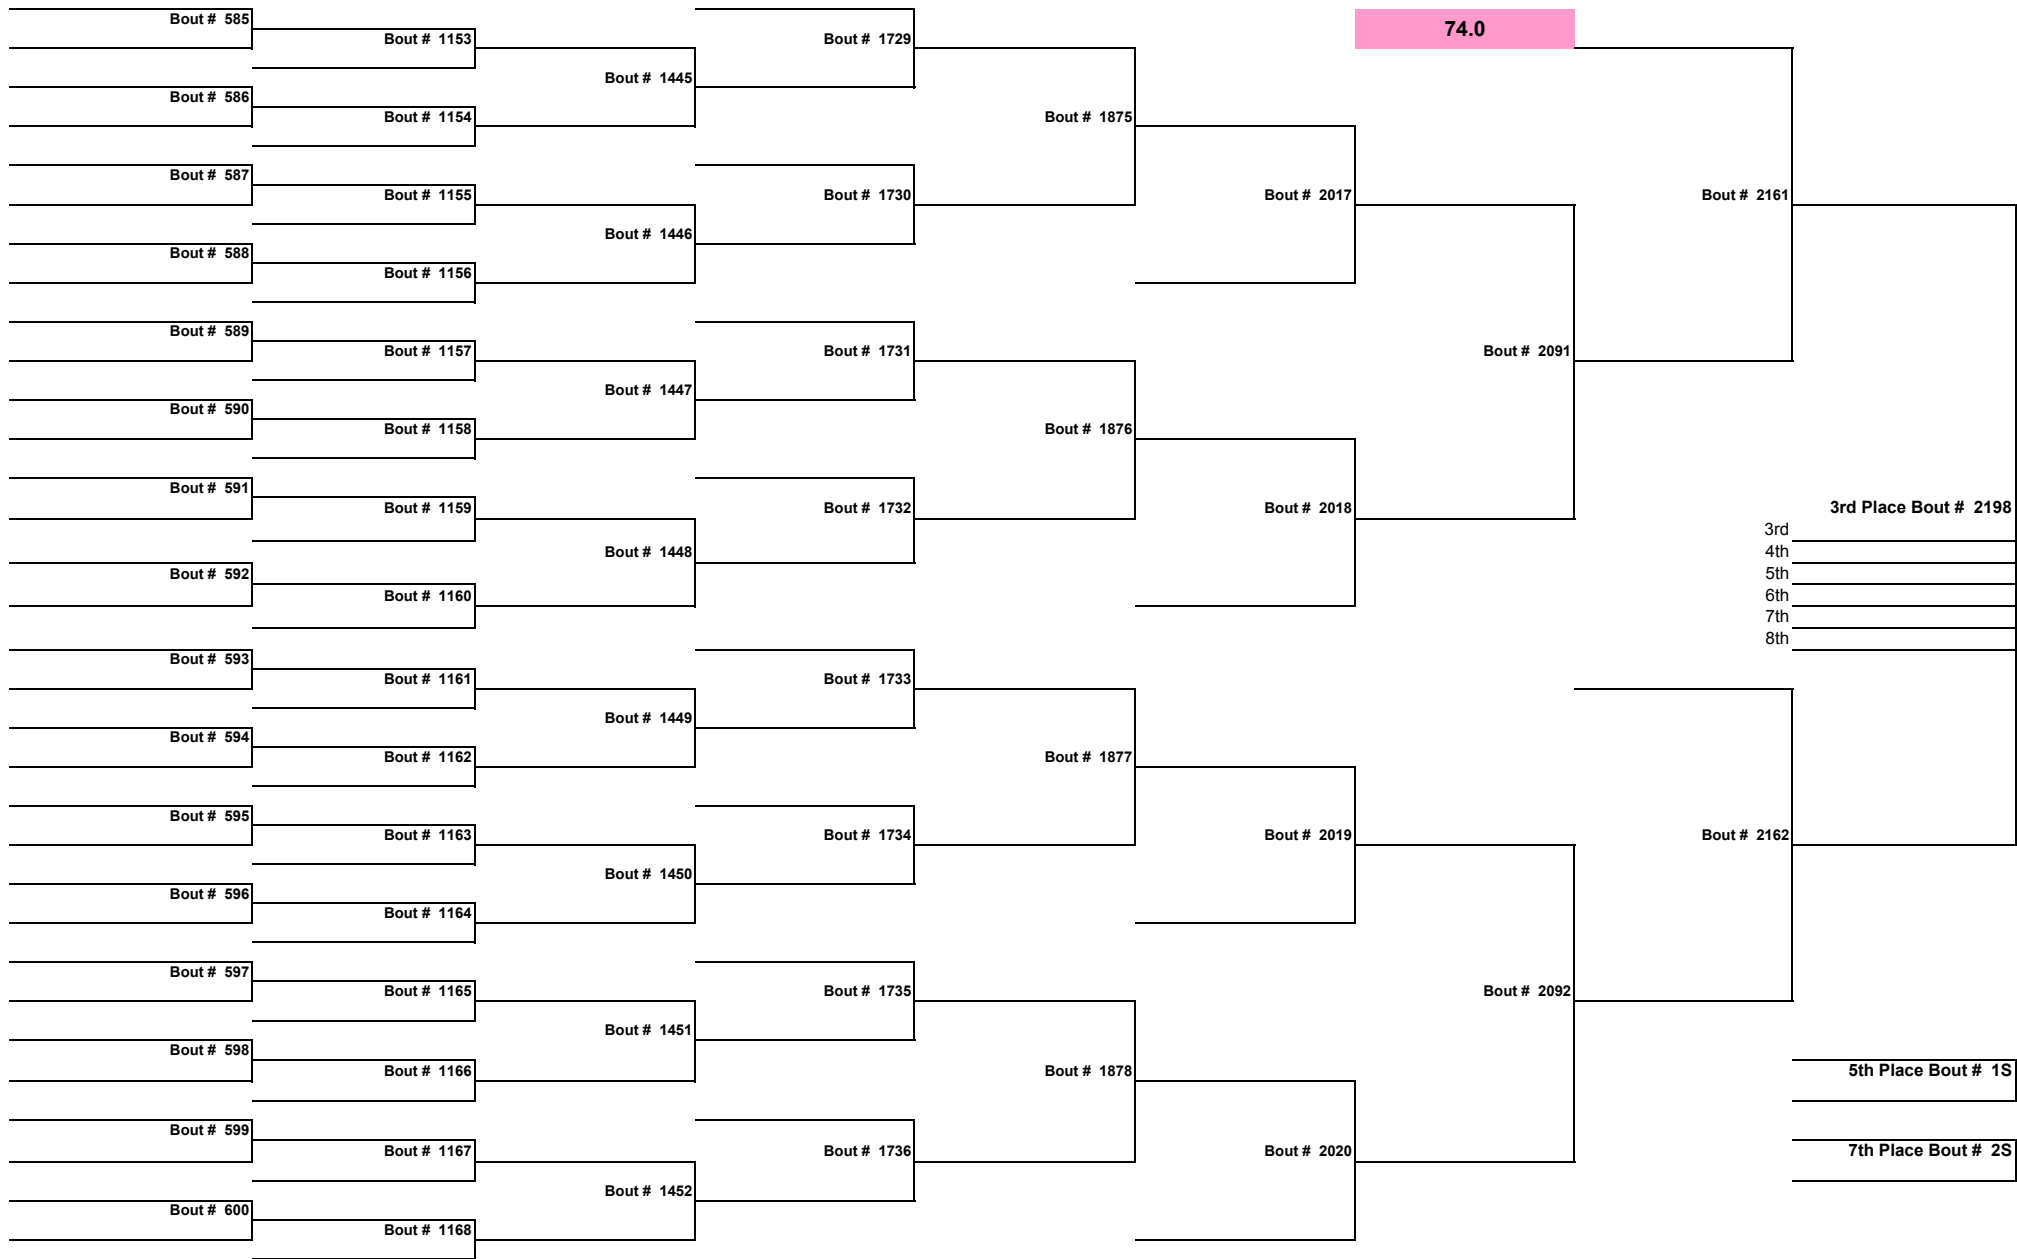 Bout # 585
Bout # 1153
Bout # 1729
74.0
Bout # 1445
Bout # 586
Bout # 1154
Bout # 1875
Bout # 587
Bout # 1155
Bout # 1730
Bout # 2017
Bout # 2161
Bout # 1446
Bout # 588
Bout # 1156
Bout # 589
Bout # 1157
Bout # 1731
Bout # 2091
Bout # 1447
Bout # 590
Bout # 1158
Bout # 1876
Bout # 591
Bout # 1159
Bout # 1732
Bout # 2018
3rd Place Bout # 2198
3rd
Bout # 1448
4th
Bout # 592
5th
Bout # 1160
6th
7th
8th
Bout # 593
Bout # 1161
Bout # 1733
Bout # 1449
Bout # 594
Bout # 1162
Bout # 1877
Bout # 595
Bout # 1163
Bout # 1734
Bout # 2019
Bout # 2162
Bout # 1450
Bout # 596
Bout # 1164
Bout # 597
Bout # 1165
Bout # 1735
Bout # 2092
Bout # 1451
Bout # 598
Bout # 1166
Bout # 1878
5th Place Bout # 1S
Bout # 599
Bout # 1167
Bout # 1736
Bout # 2020
7th Place Bout # 2S
Bout # 1452
Bout # 600
Bout # 1168